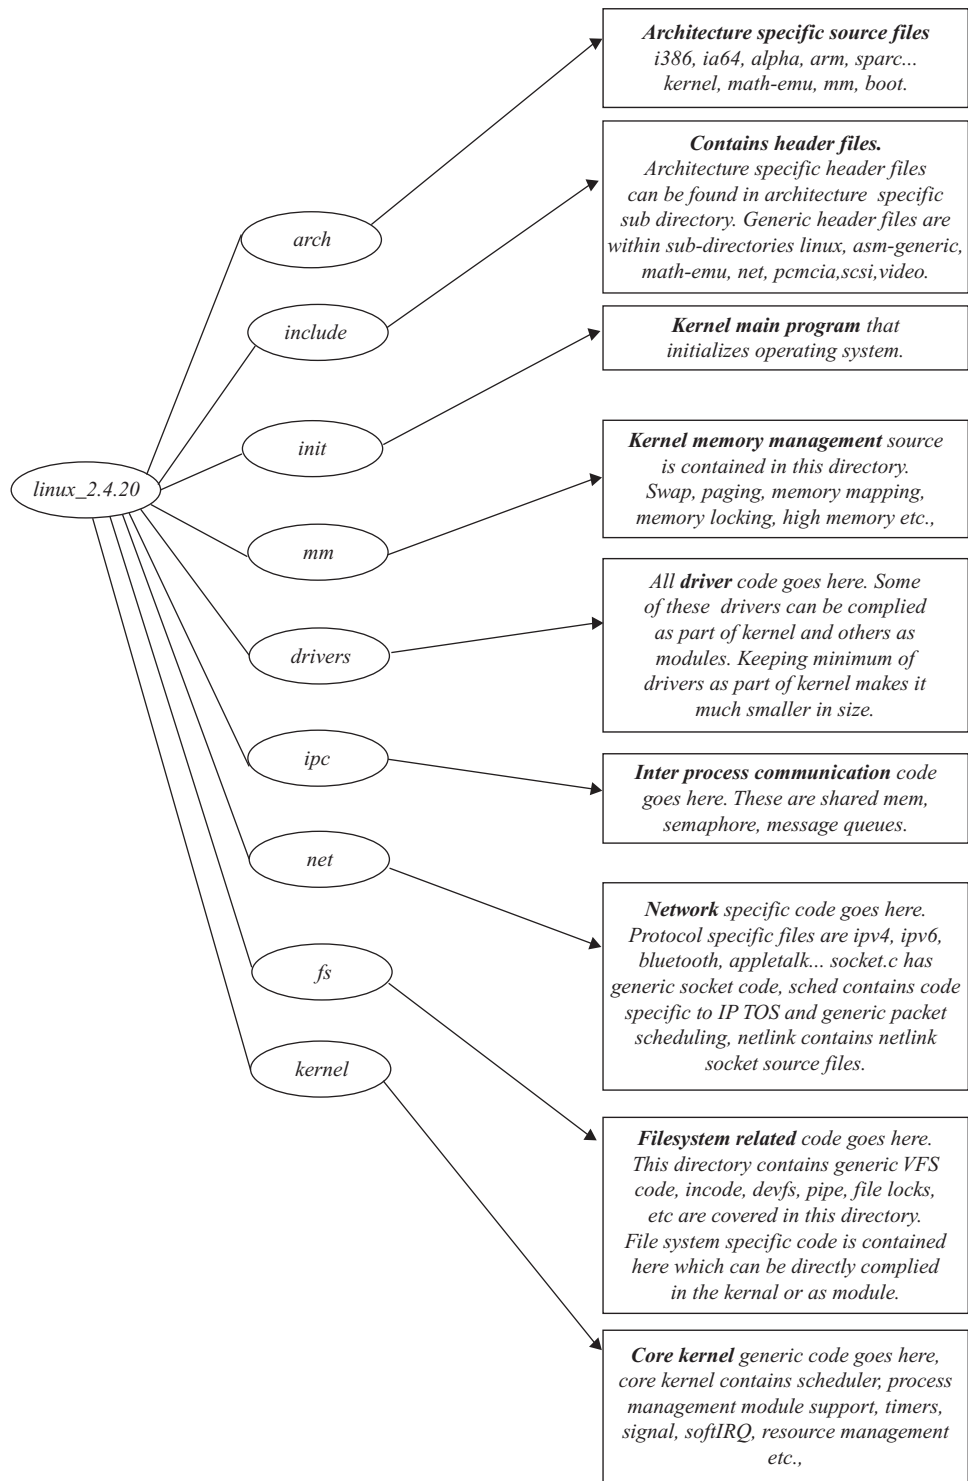 Architecture specific source files
i386, ia64, alpha, arm, sparc...
kernel, math-emu, mm, boot.
Contains header files.
Architecture specific header files
can be found in architecture specific
sub directory. Generic header files are
within sub-directories linux, asm-generic,
math-emu, net, pcmcia,scsi,video.
arch
include
Kernel main program that
initializes operating system.
init
Kernel memory management source
is contained in this directory.
Swap, paging, memory mapping,
memory locking, high memory etc.,
linux_2.4.20
mm
All driver code goes here. Some
of these drivers can be complied
as part of kernel and others as
modules. Keeping minimum of
drivers as part of kernel makes it
much smaller in size.
drivers
ipc
Inter process communication code
goes here. These are shared mem,
semaphore, message queues.
net
Network specific code goes here.
Protocol specific files are ipv4, ipv6,
bluetooth, appletalk... socket.c has
generic socket code, sched contains code
specific to IP TOS and generic packet
scheduling, netlink contains netlink
socket source files.
fs
kernel
Filesystem related code goes here.
This directory contains generic VFS
code, incode, devfs, pipe, file locks,
etc are covered in this directory.
File system specific code is contained
here which can be directly complied
in the kernal or as module.
Core kernel generic code goes here,
core kernel contains scheduler, process
management module support, timers,
signal, softIRQ, resource management
etc.,